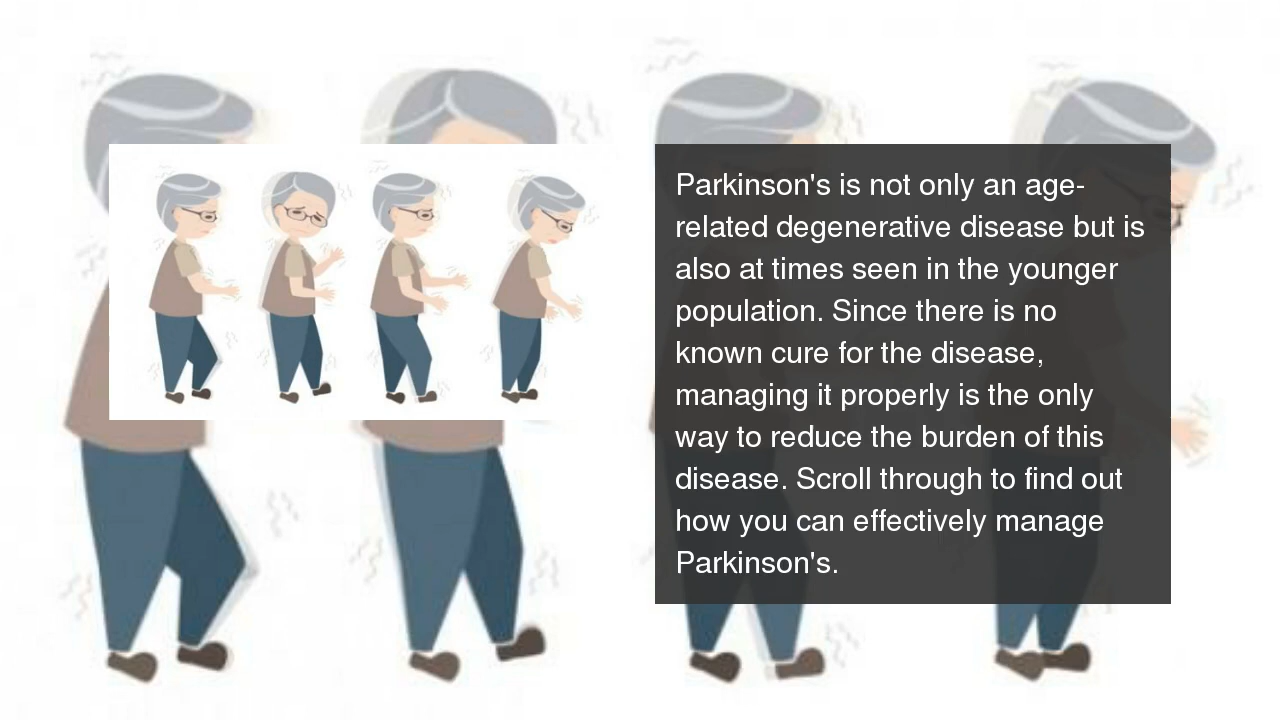 Parkinson's is not only an age-
related degenerative disease but is
also at times seen in the younger
population. Since there is no
known cure for the disease,
managing it properly is the only
way to reduce the burden of this
disease. Scroll through to find out
how you can effectively manage
Parkinson's.